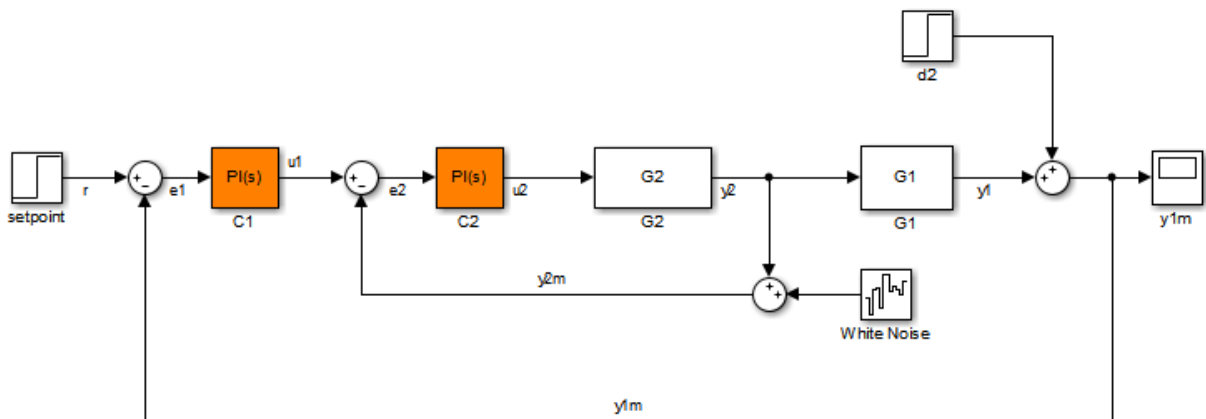 d2
setpoint
r
+
−
e1
PI(s)
C1
u1
+
−
e2
PI(s)
C2
u2
G2
G2
y2
G1
G1
y1
+
+
y1m
y2m
+
+
White Noise
y1m